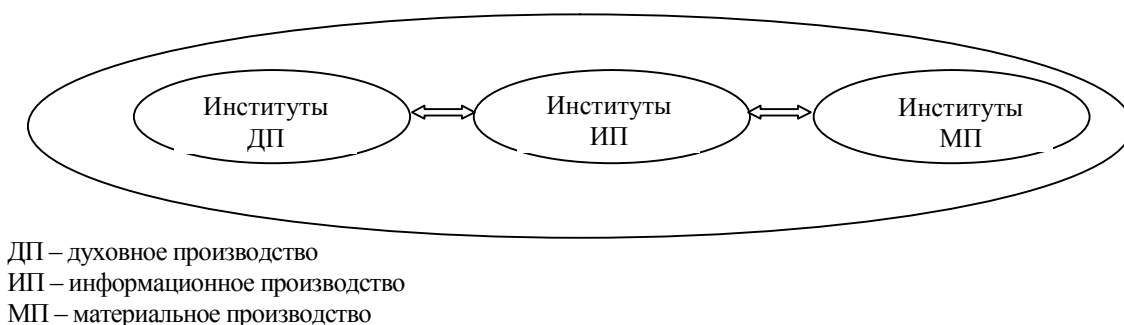 Институты
ДП
Институты
ИП
Институты
МП
ДП – духовное производство
ИП – информационное производство
МП – материальное производство